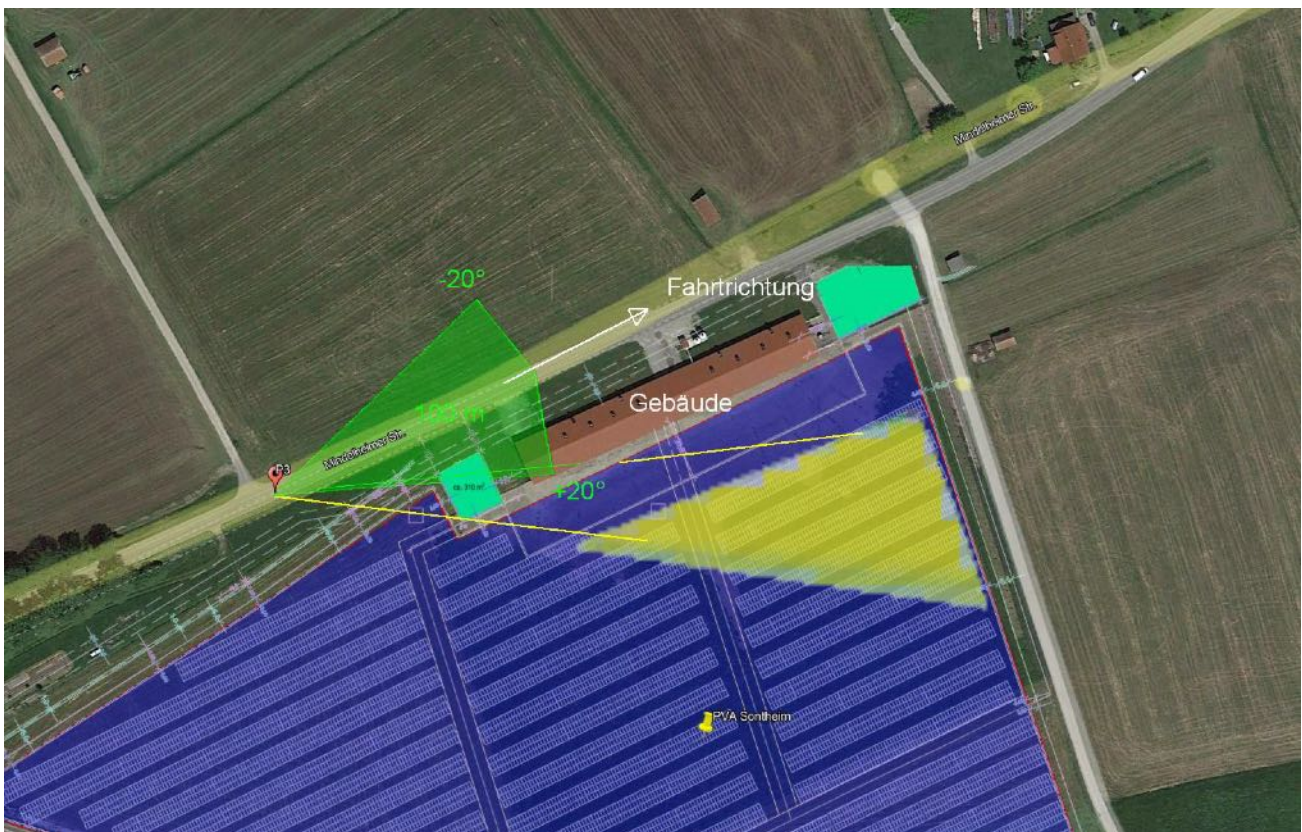 Mindelheimer Str.
-20°
Fahrtrichtung
100 m
Gebäude
Mindelheimer Str.
P3
+20°
PVA Sontheim